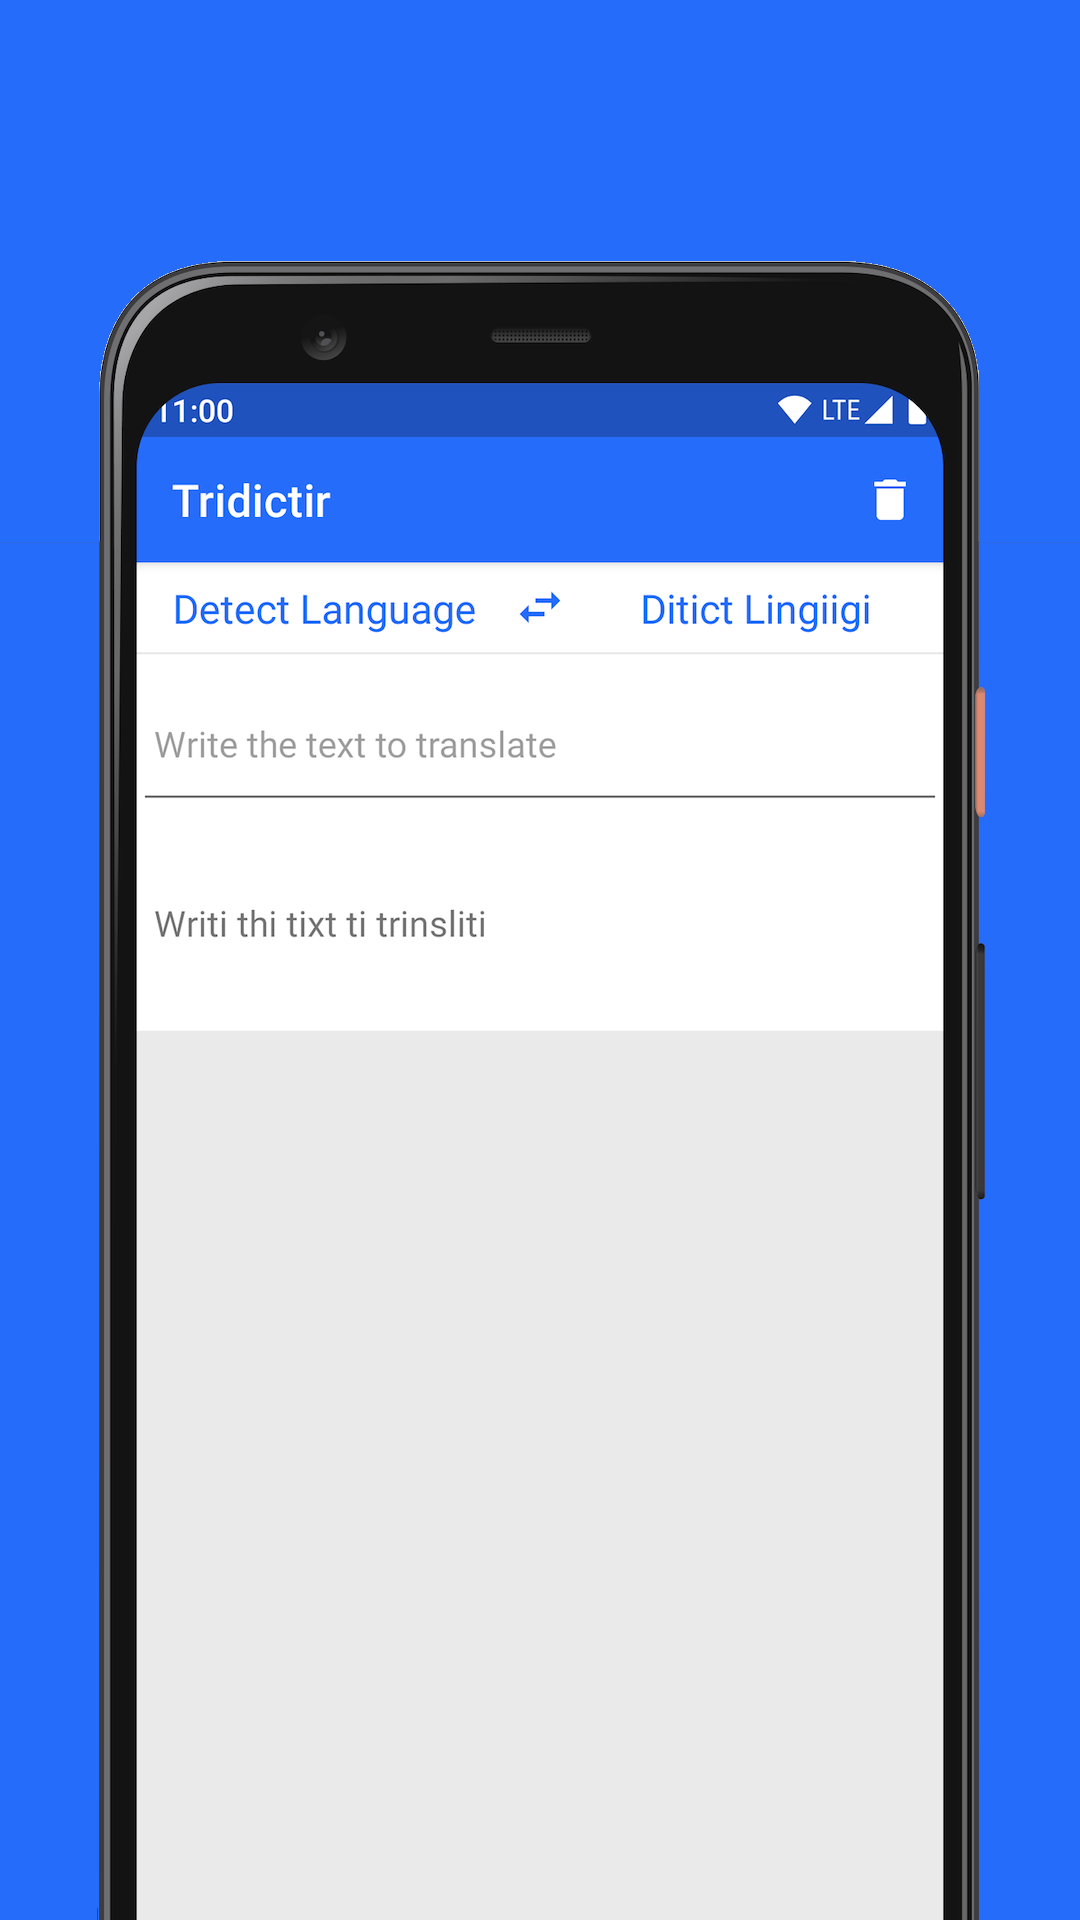 11:00 LTE
Tridictir
Detect Language Ditict Lingiigi
Write the text to translate
Writi thi tixt ti trinsliti